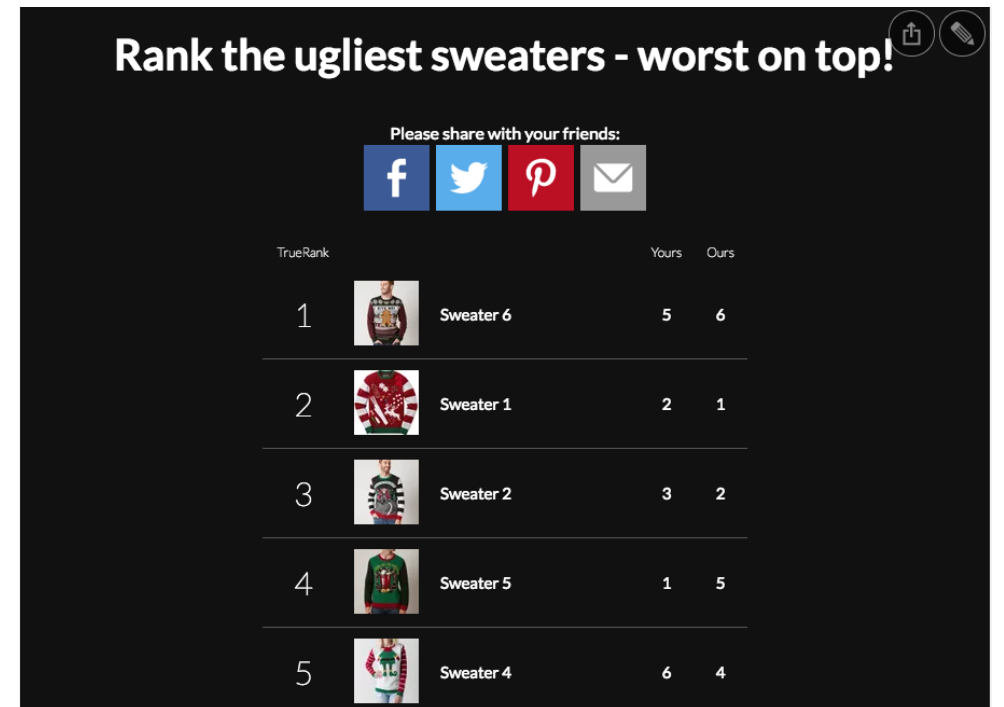 Rank the ugliest sweaters - worst on top!
Please share with your friends:
TrueRank Yours Ours
1 Sweater 6 5 6
2 Sweater 1 2 1
3 Sweater 2 3 2
4 Sweater 5 1 5
5 Sweater 4 6 4